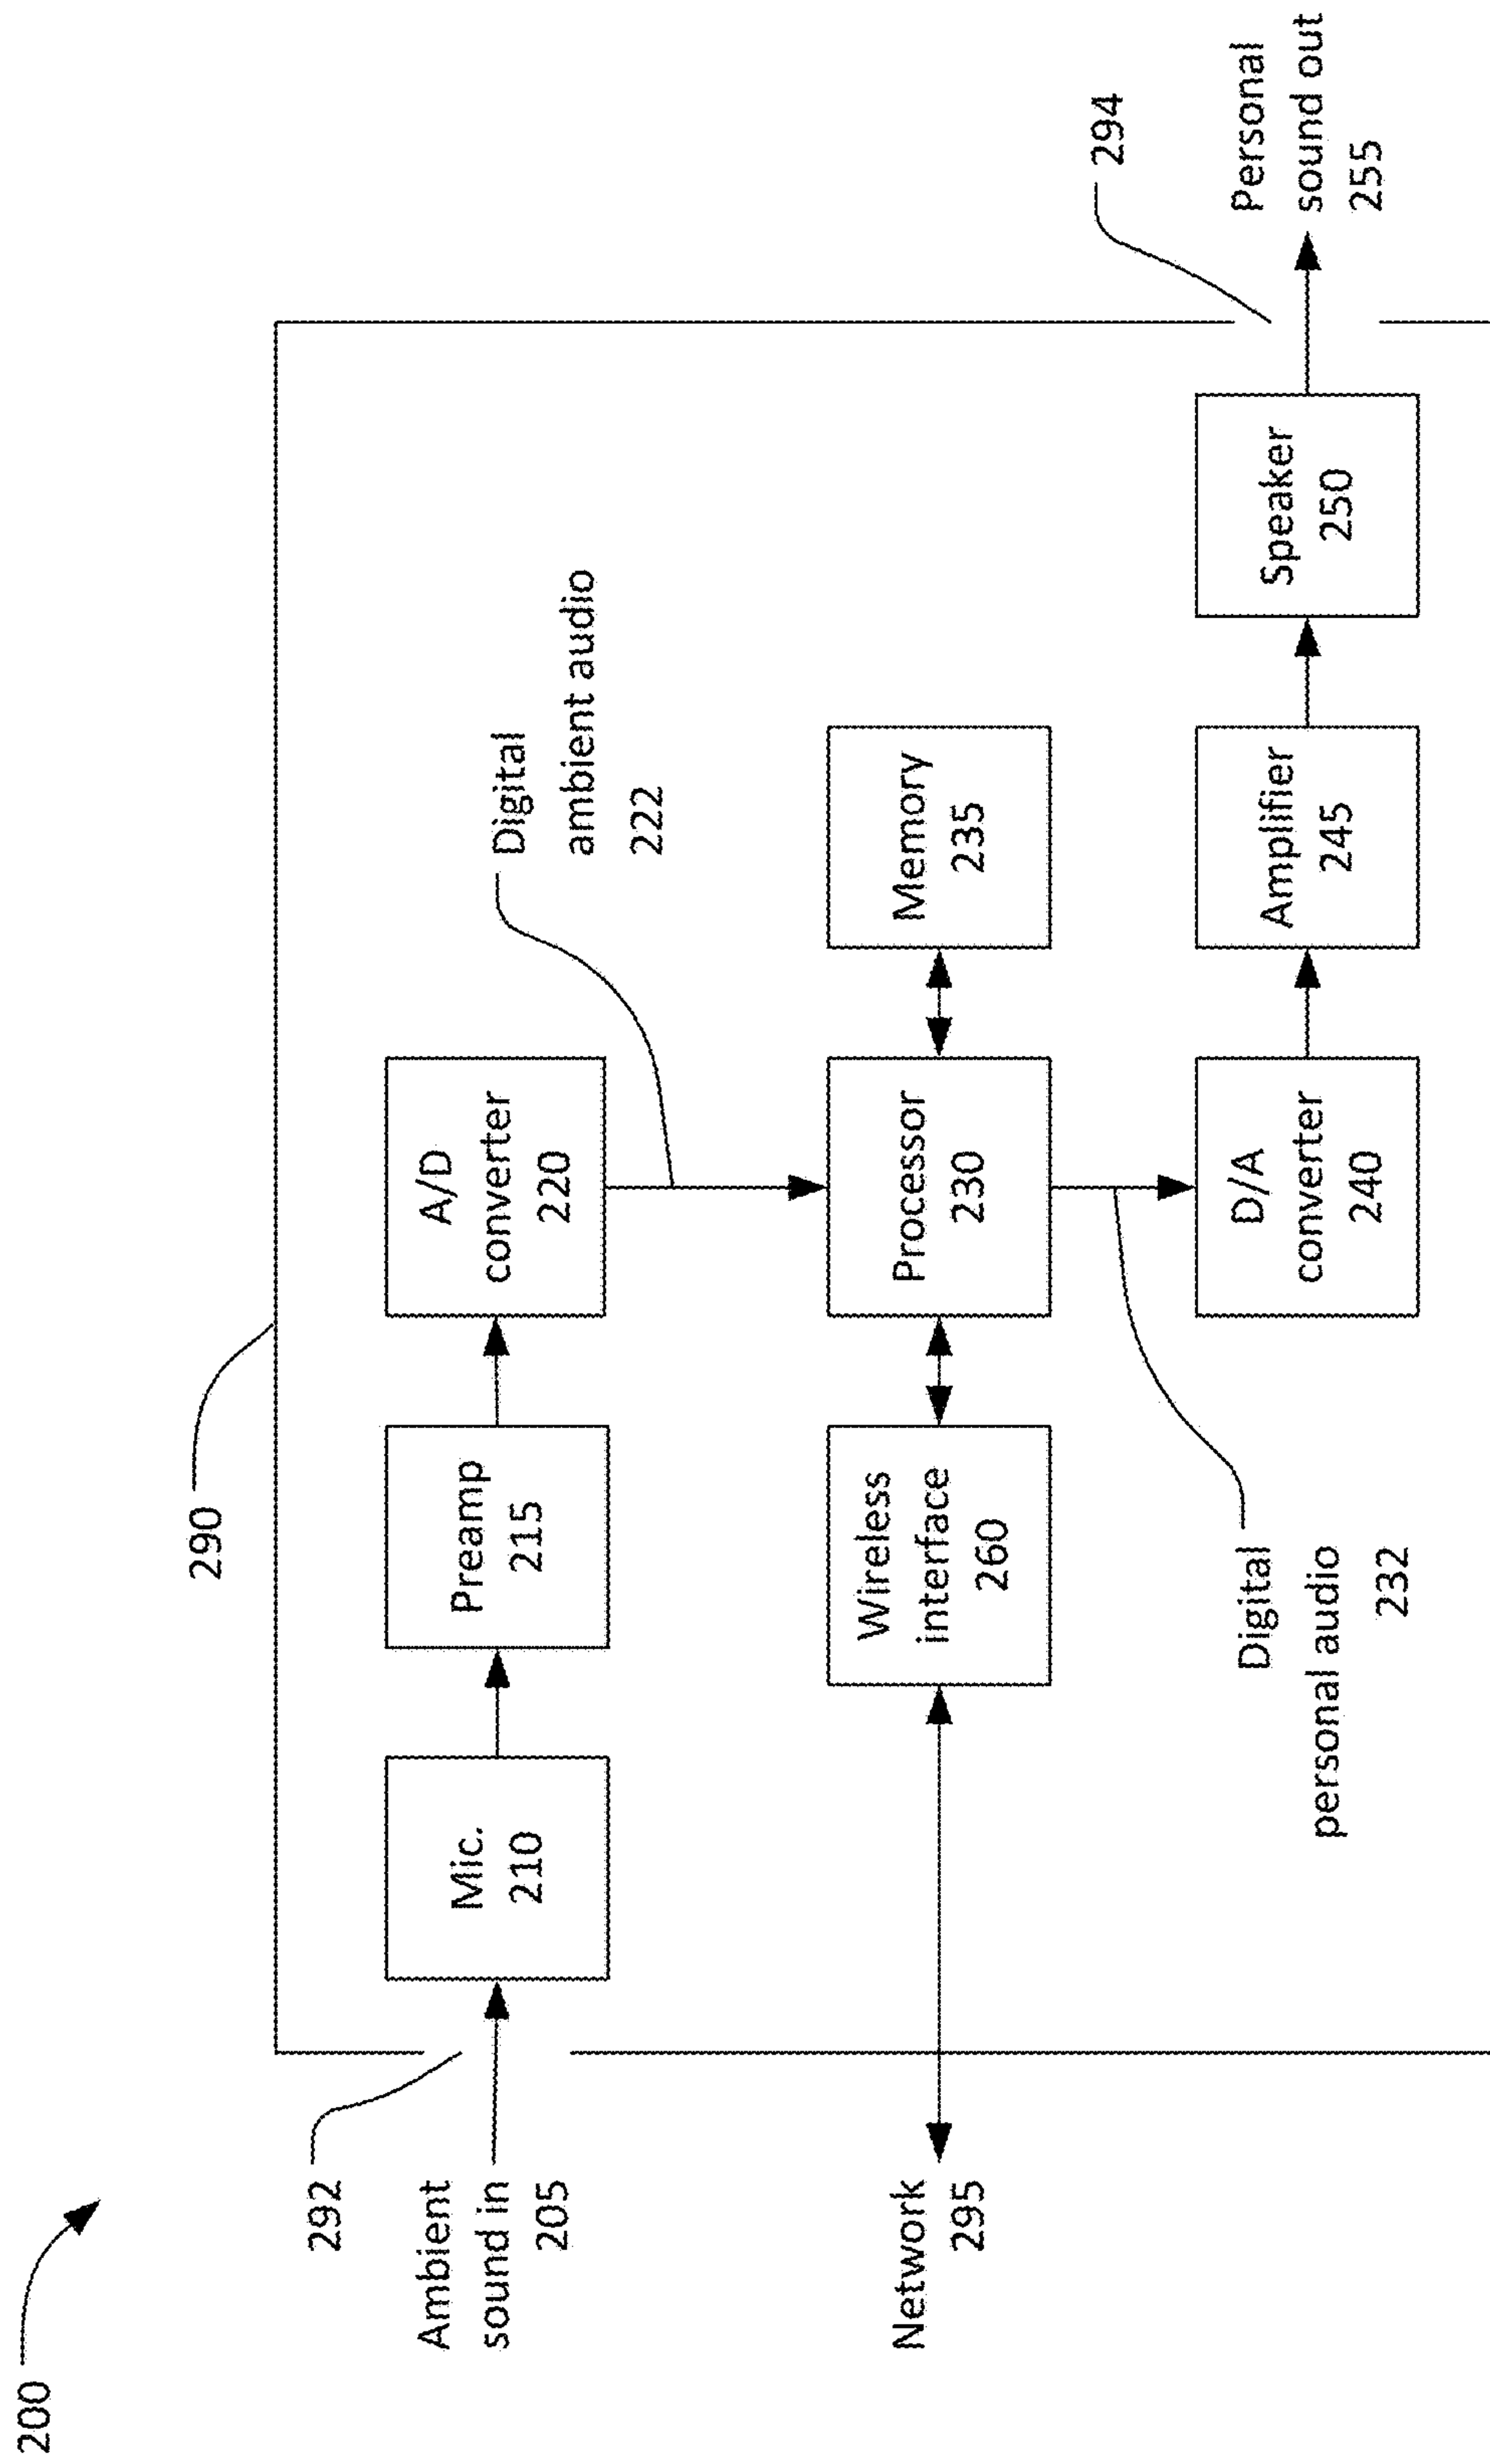 200
290
292
Ambient
sound in
205
Mic.
210
Preamp
215
A/D
converter
220
Digital
ambient audio
222
Network
295
Wireless
interface
260
Processor
230
Memory
235
Digital
personal audio
232
D/A
converter
240
Amplifier
245
Speaker
250
294
Personal
sound out
255